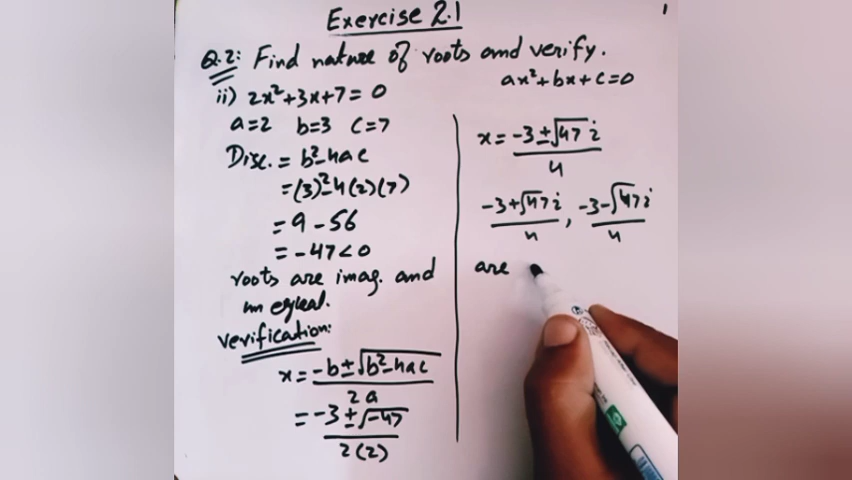 Exercise 2.1
Q.2: Find nature of roots and verify.
ax²+bx+c=0
ii) 2x²+3x+7=0
a=2 b=3 c=7
Disc. = b²-4ac
=(3)²-4(2)(7)
= 9 - 56
= -47<0
roots are imag. and
un equal.
verification:
x = -b±√b²-4ac / 2a
= -3±√-47 / 2(2)
x = -3±√47 i / 4
-3+√47 i / 4 , -3-√47 i / 4
are